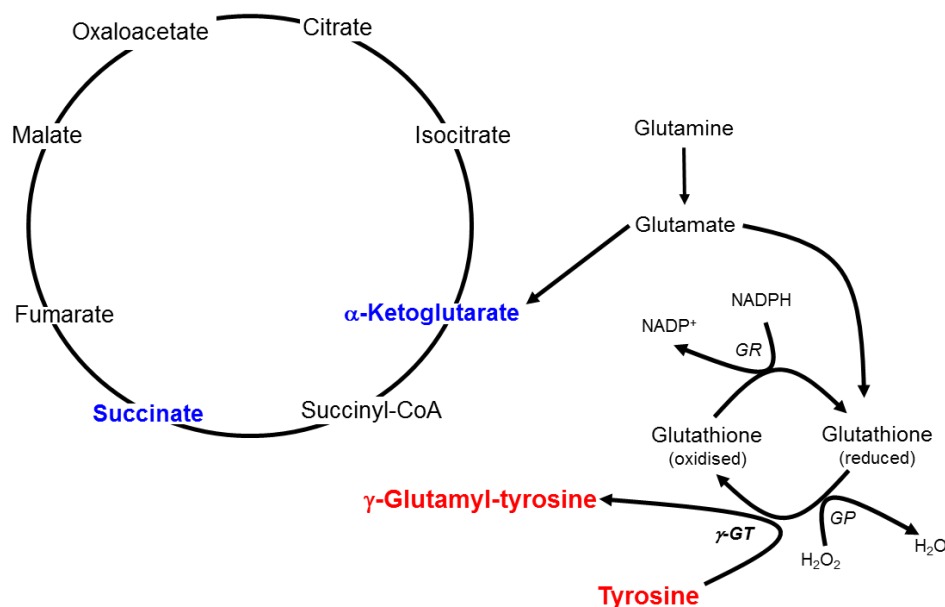 Oxaloacetate
Citrate
Malate
Isocitrate
Glutamine
Glutamate
Fumarate
α-Ketoglutarate
NADPH
NADP⁺
GR
Succinate
Succinyl-CoA
Glutathione
(oxidised)
Glutathione
(reduced)
γ-Glutamyl-tyrosine
γ-GT
GP
H₂O₂
H₂O
Tyrosine